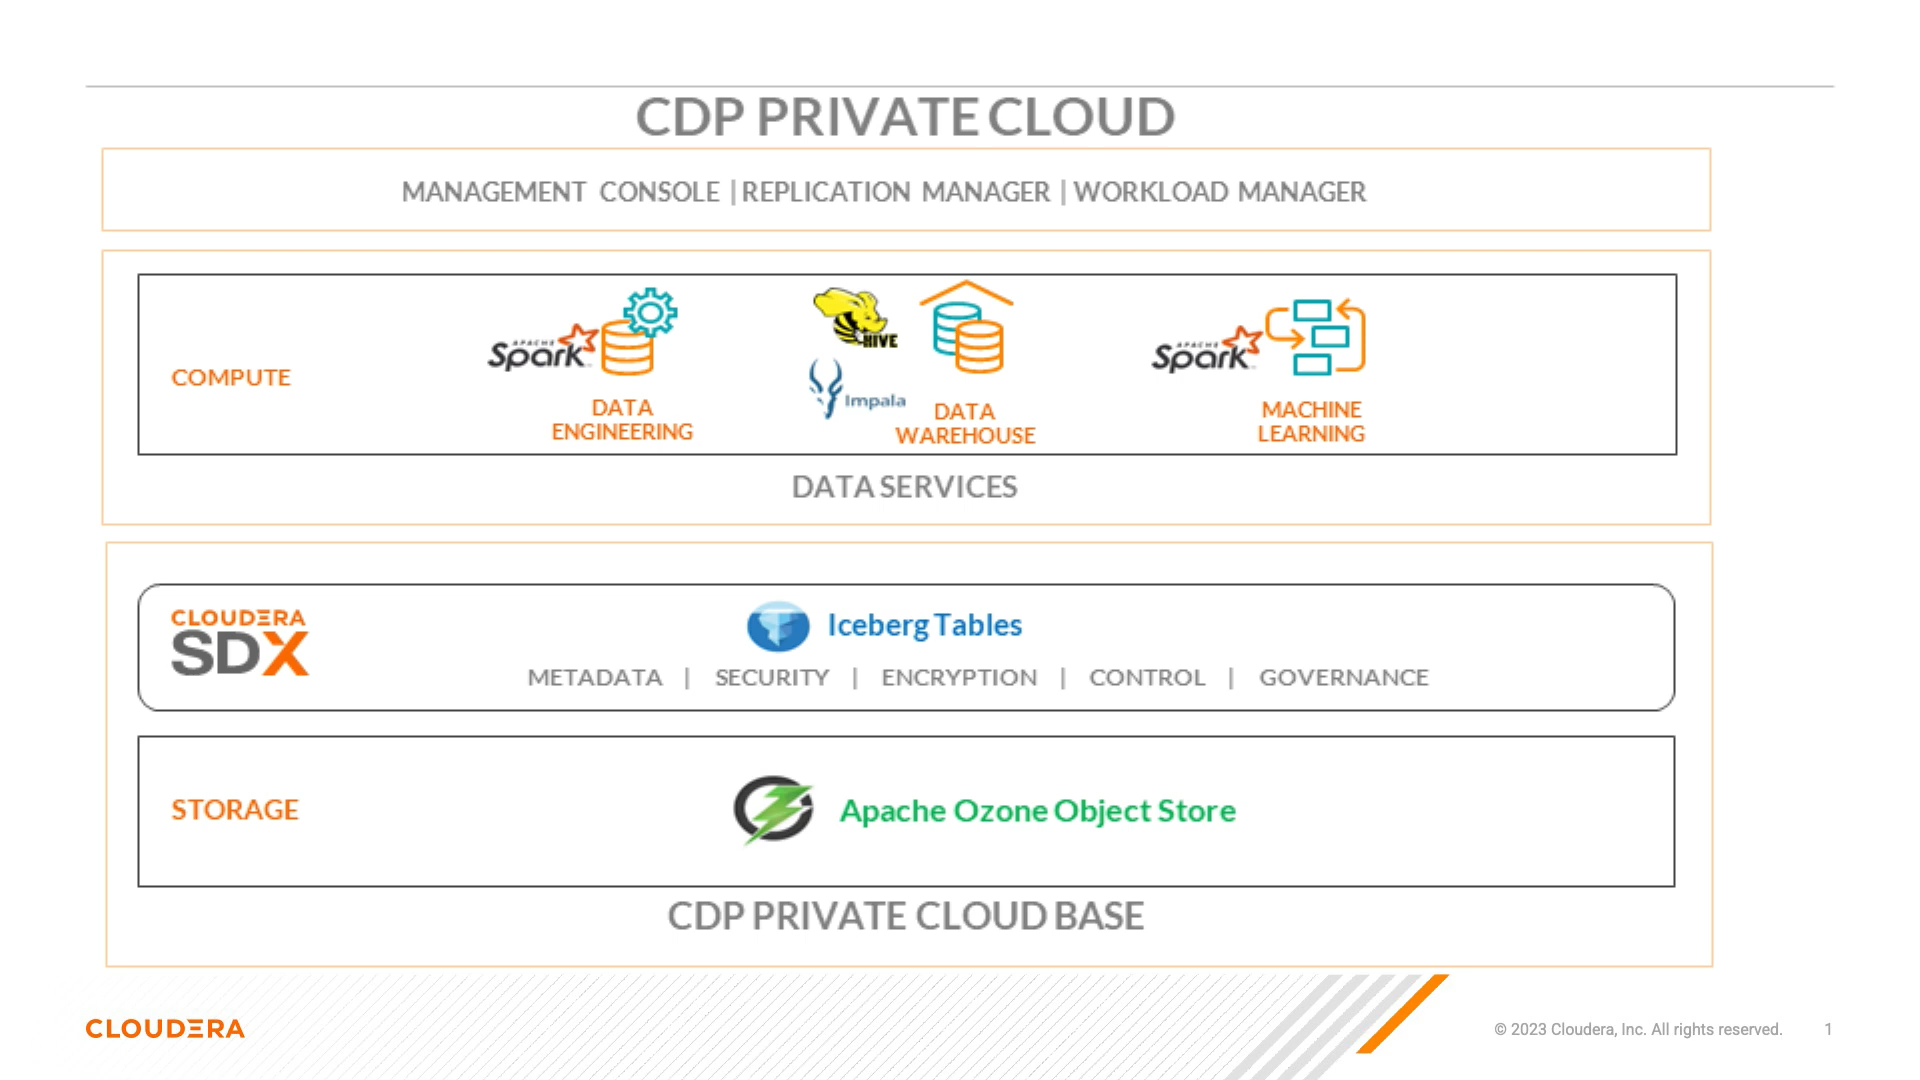 CDP PRIVATE CLOUD
MANAGEMENT CONSOLE | REPLICATION MANAGER | WORKLOAD MANAGER
COMPUTE
APACHE
Spark
DATA
ENGINEERING
HIVE
Impala
DATA
WAREHOUSE
APACHE
Spark
MACHINE
LEARNING
DATA SERVICES
CLOUDERA
SDX
Iceberg Tables
METADATA | SECURITY | ENCRYPTION | CONTROL | GOVERNANCE
STORAGE
Apache Ozone Object Store
CDP PRIVATE CLOUD BASE
CLOUDERA
© 2023 Cloudera, Inc. All rights reserved. 1